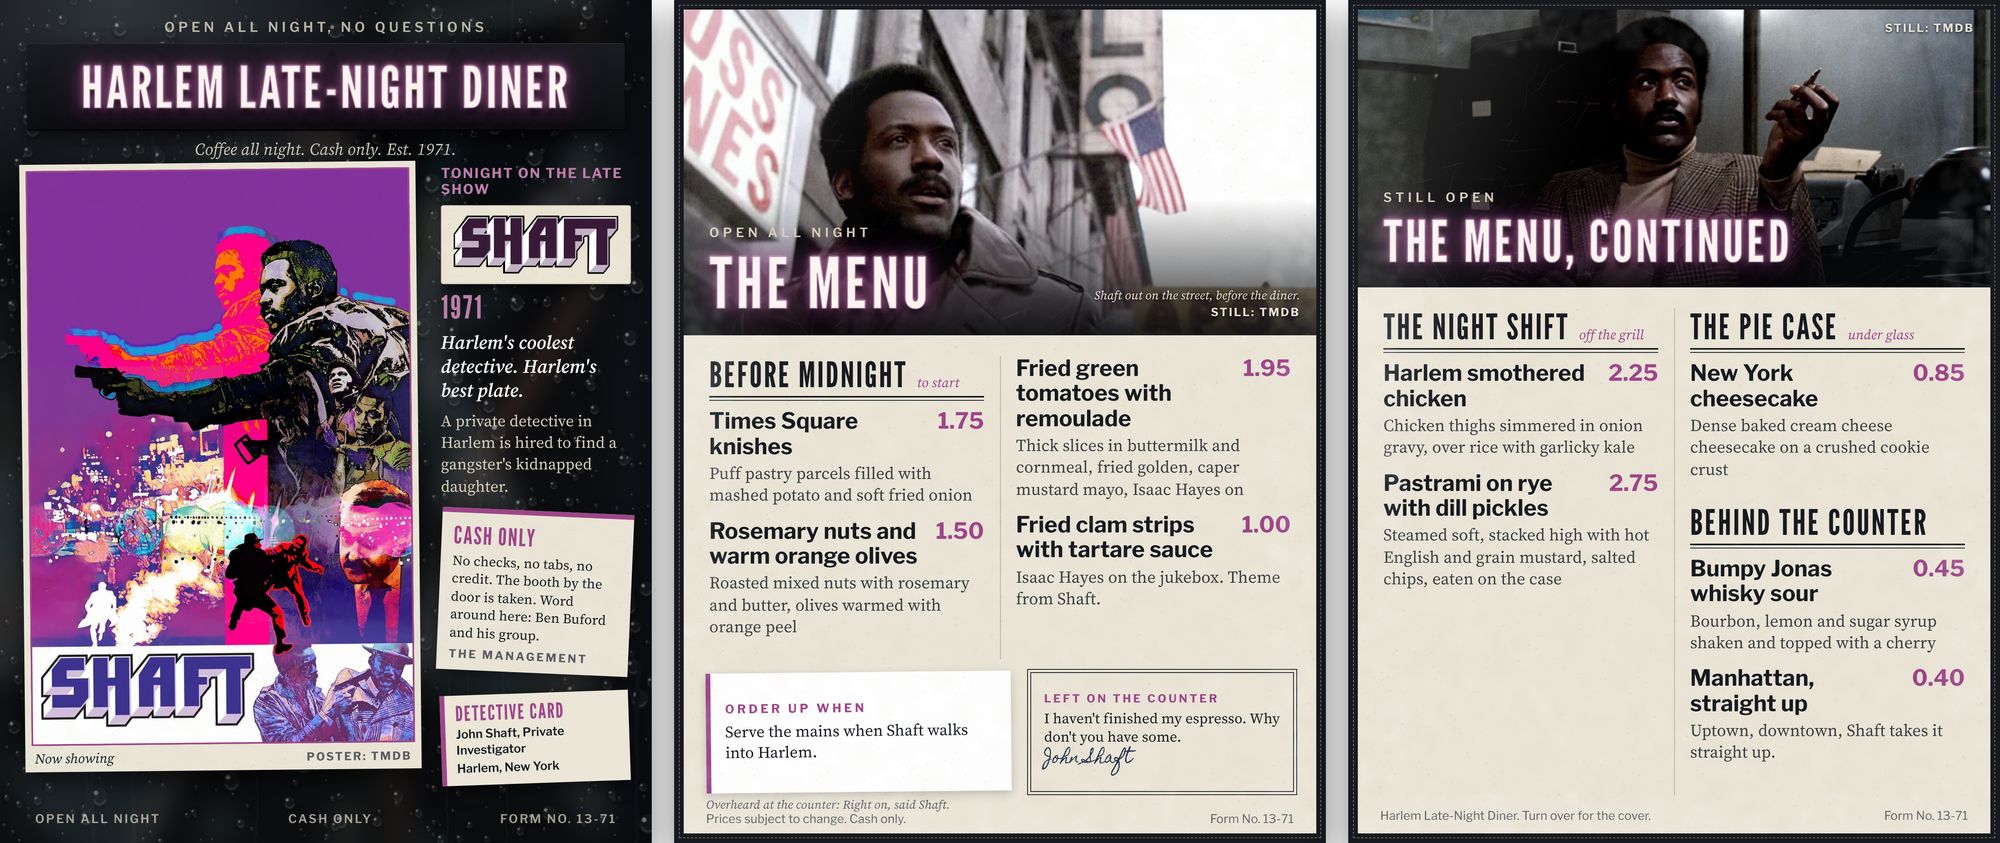 OPEN ALL NIGHT, NO QUESTIONS
HARLEM LATE-NIGHT DINER
Coffee all night. Cash only. Est. 1971.
SHAFT
Now showing
POSTER: TMDB
TONIGHT ON THE LATE
SHOW
SHAFT
1971
Harlem's coolest
detective. Harlem's
best plate.
A private detective in
Harlem is hired to find a
gangster's kidnapped
daughter.
CASH ONLY
No checks, no tabs, no
credit. The booth by the
door is taken. Word
around here: Ben Buford
and his group.
THE MANAGEMENT
DETECTIVE CARD
John Shaft, Private
Investigator
Harlem, New York
OPEN ALL NIGHT
CASH ONLY
FORM NO. 13-71
OPEN ALL NIGHT
THE MENU
Shaft out on the street, before the diner.
STILL: TMDB
BEFORE MIDNIGHT to start
Times Square 1.75
knishes
Puff pastry parcels filled with
mashed potato and soft fried onion
Rosemary nuts and 1.50
warm orange olives
Roasted mixed nuts with rosemary
and butter, olives warmed with
orange peel
Fried green 1.95
tomatoes with
remoulade
Thick slices in buttermilk and
cornmeal, fried golden, caper
mustard mayo, Isaac Hayes on
Fried clam strips 1.00
with tartare sauce
Isaac Hayes on the jukebox. Theme
from Shaft.
ORDER UP WHEN
Serve the mains when Shaft walks
into Harlem.
LEFT ON THE COUNTER
I haven't finished my espresso. Why
don't you have some.
John Shaft
Overheard at the counter: Right on, said Shaft.
Prices subject to change. Cash only.
Form No. 13-71
STILL: TMDB
STILL OPEN
THE MENU, CONTINUED
THE NIGHT SHIFT off the grill
Harlem smothered 2.25
chicken
Chicken thighs simmered in onion
gravy, over rice with garlicky kale
Pastrami on rye 2.75
with dill pickles
Steamed soft, stacked high with hot
English and grain mustard, salted
chips, eaten on the case
THE PIE CASE under glass
New York 0.85
cheesecake
Dense baked cream cheese
cheesecake on a crushed cookie
crust
BEHIND THE COUNTER
Bumpy Jonas 0.45
whisky sour
Bourbon, lemon and sugar syrup
shaken and topped with a cherry
Manhattan, 0.40
straight up
Uptown, downtown, Shaft takes it
straight up.
Harlem Late-Night Diner. Turn over for the cover.
Form No. 13-71